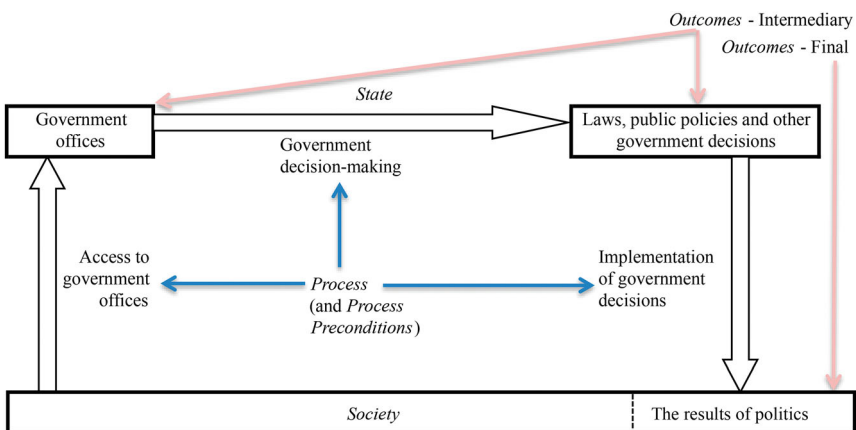 Outcomes - Intermediary
Outcomes - Final
State
Government
offices
Laws, public policies and other
government decisions
Government
decision-making
Access to
government
offices
Process
(and Process
Preconditions)
Implementation
of government
decisions
Society
The results of politics